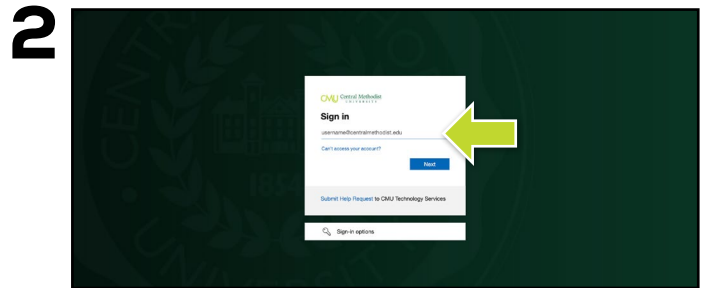 2
CMU Central Methodist
UNIVERSITY
Sign in
username@centralmethodist.edu
Can't access your account?
Next
1854
Submit Help Request to CMU Technology Services
Sign-in options